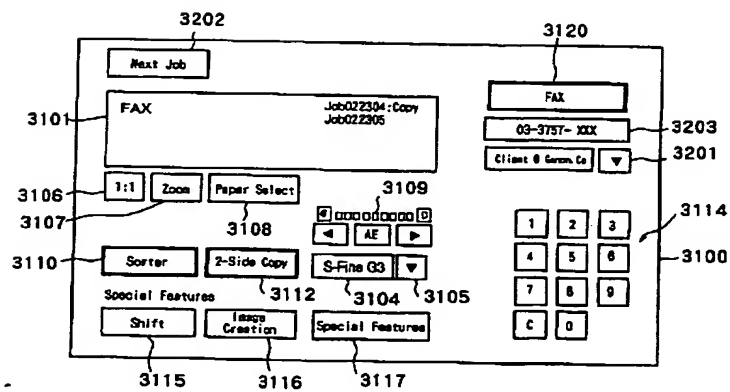 3202
3120
Next Job
FAX
3101
FAX
Job022304:Copy
Job022305
03-3757- XXX
3203
Client @ Canon. Co
▼
3201
3106
1:1
Zoom
Paper Select
3109
3107
3108
◀ AE ▶
1 2 3
3114
3110
Sorter
2-Side Copy
S-Fine G3
▼
4 5 6
3100
3112
3104
3105
7 8 9
Special Features
Shift
Image
Creation
Special Features
C 0
3115
3116
3117